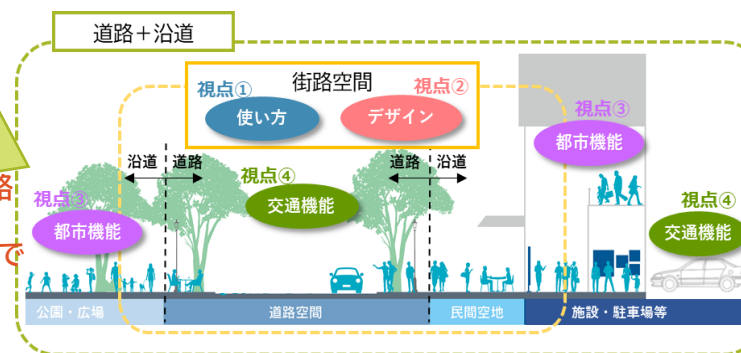 道路＋沿道
街路空間
視点①
使い方
視点②
デザイン
視点③
都市機能
沿道
道路
視点④
交通機能
道路
沿道
視点③
都市機能
視点④
交通機能
路
で
公園・広場
道路空間
民間空地
施設・駐車場等